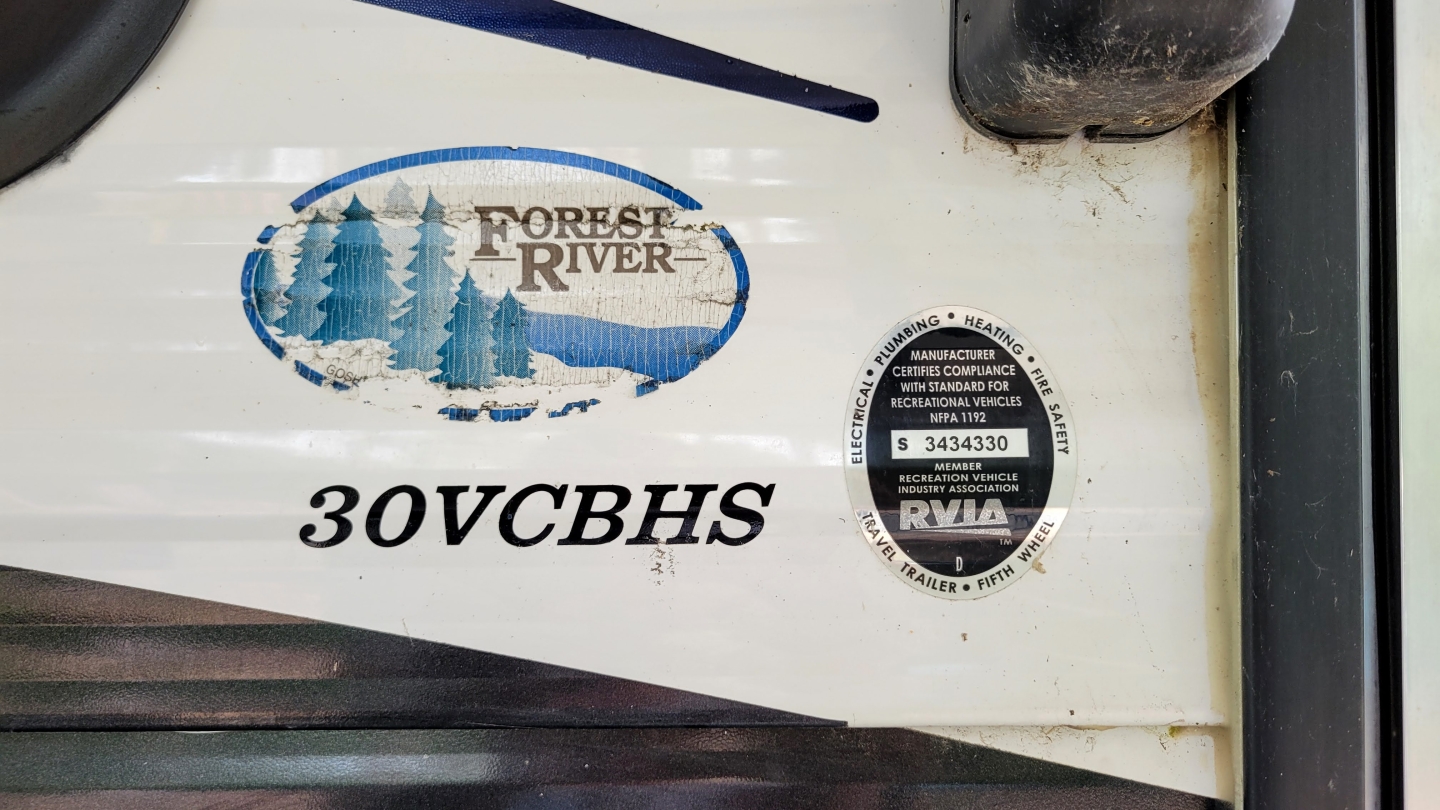 FOREST
RIVER
30VCBHS
ELECTRICAL • PLUMBING • HEATING • FIRE SAFETY
MANUFACTURER
CERTIFIES COMPLIANCE
WITH STANDARD FOR
RECREATIONAL VEHICLES
NFPA 1192
S 3434330
MEMBER
RECREATION VEHICLE
INDUSTRY ASSOCIATION
RVIA
TM
D
TRAVEL TRAILER • FIFTH WHEEL